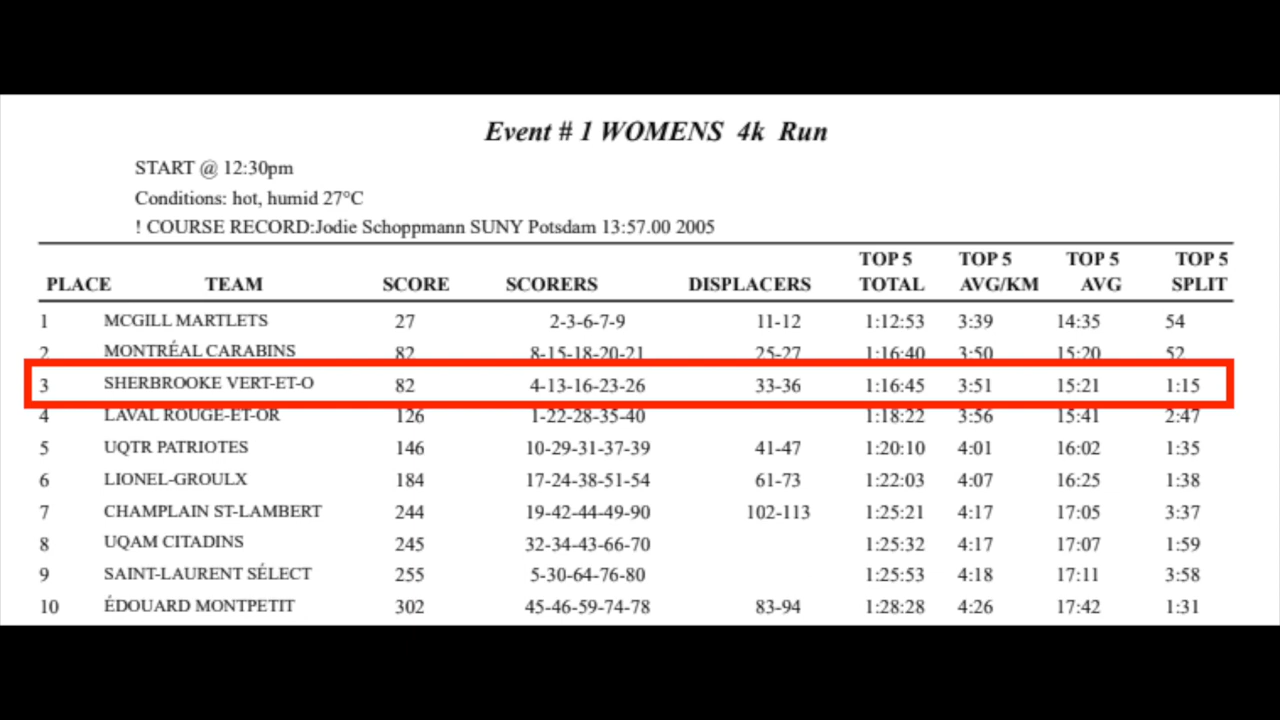 Event # 1 WOMENS 4k Run
START @ 12:30pm
Conditions: hot, humid 27°C
! COURSE RECORD:Jodie Schoppmann SUNY Potsdam 13:57.00 2005
PLACE TEAM SCORE SCORERS DISPLACERS TOP 5 TOTAL TOP 5 AVG/KM TOP 5 AVG TOP 5 SPLIT
1 MCGILL MARTLETS 27 2-3-6-7-9 11-12 1:12:53 3:39 14:35 54
2 MONTRÉAL CARABINS 82 8-15-18-20-21 25-27 1:16:40 3:50 15:20 52
3 SHERBROOKE VERT-ET-O 82 4-13-16-23-26 33-36 1:16:45 3:51 15:21 1:15
4 LAVAL ROUGE-ET-OR 126 1-22-28-35-40 1:18:22 3:56 15:41 2:47
5 UQTR PATRIOTES 146 10-29-31-37-39 41-47 1:20:10 4:01 16:02 1:35
6 LIONEL-GROULX 184 17-24-38-51-54 61-73 1:22:03 4:07 16:25 1:38
7 CHAMPLAIN ST-LAMBERT 244 19-42-44-49-90 102-113 1:25:21 4:17 17:05 3:37
8 UQAM CITADINS 245 32-34-43-66-70 1:25:32 4:17 17:07 1:59
9 SAINT-LAURENT SÉLECT 255 5-30-64-76-80 1:25:53 4:18 17:11 3:58
10 ÉDOUARD MONTPETIT 302 45-46-59-74-78 83-94 1:28:28 4:26 17:42 1:31